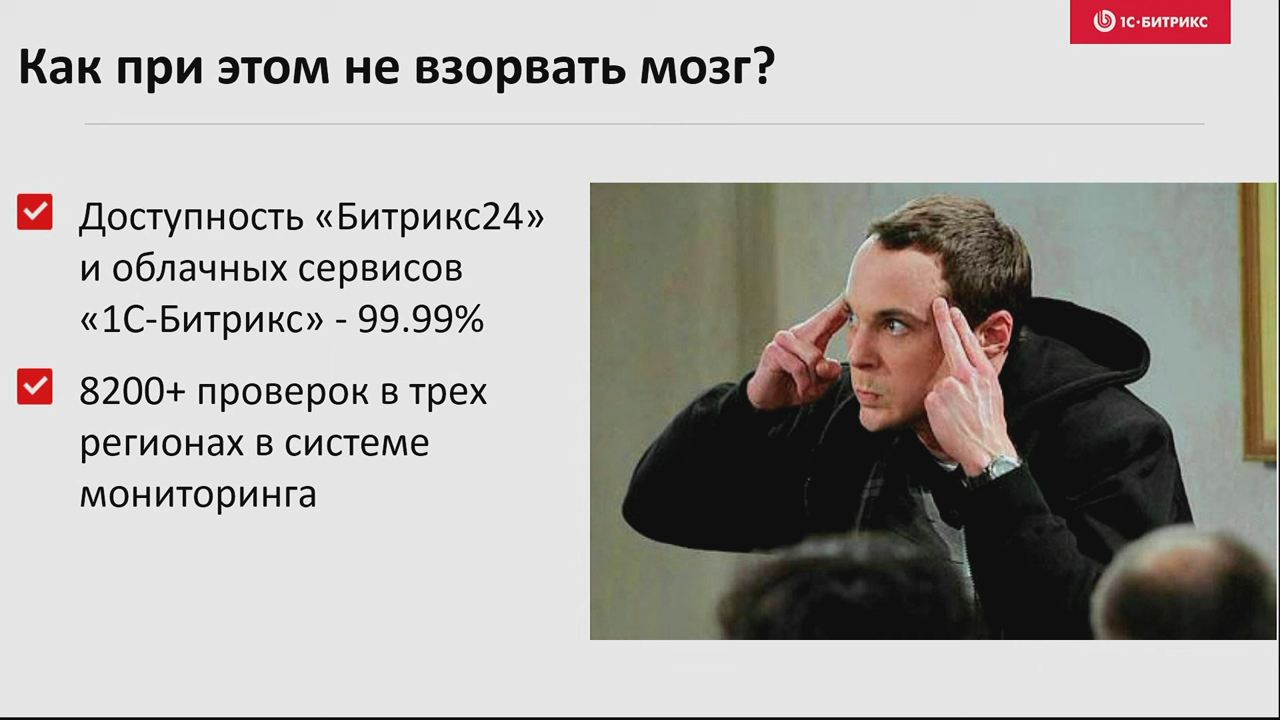 1С·БИТРИКС
Как при этом не взорвать мозг?
Доступность «Битрикс24»
и облачных сервисов
«1С-Битрикс» - 99.99%
8200+ проверок в трех
регионах в системе
мониторинга